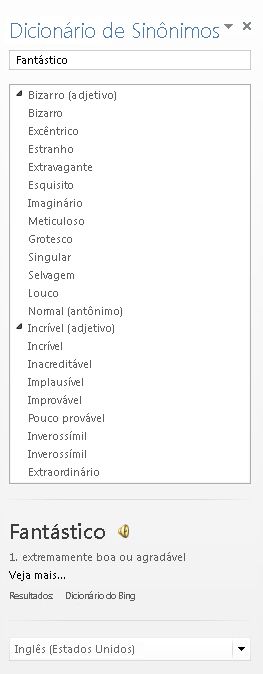 Dicionário de Sinônimos
Fantástico
Bizarro (adjetivo)
Bizarro
Excêntrico
Estranho
Extravagante
Esquisito
Imaginário
Meticuloso
Grotesco
Singular
Selvagem
Louco
Normal (antônimo)
Incrível (adjetivo)
Incrível
Inacreditável
Implausível
Improvável
Pouco provável
Inverossímil
Inverossímil
Extraordinário
Fantástico
1. extremamente boa ou agradável
Veja mais...
Resultados: Dicionário do Bing
Inglês (Estados Unidos)